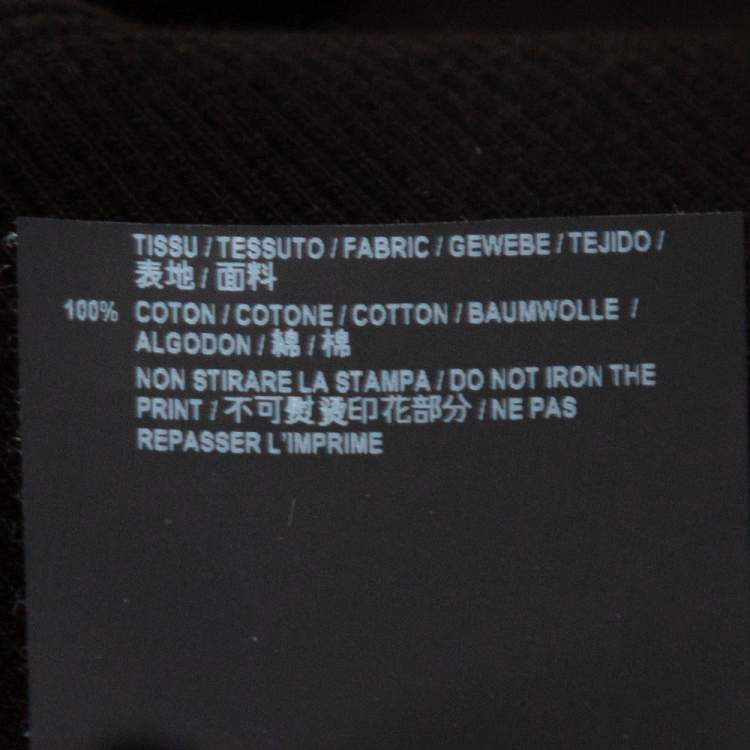 TISSU / TESSUTO / FABRIC / GEWEBE / TEJIDO /
表地 / 面料
100% COTON / COTONE / COTTON / BAUMWOLLE /
ALGODON / 綿 / 棉
NON STIRARE LA STAMPA / DO NOT IRON THE
PRINT / 不可熨燙印花部分 / NE PAS
REPASSER L'IMPRIME